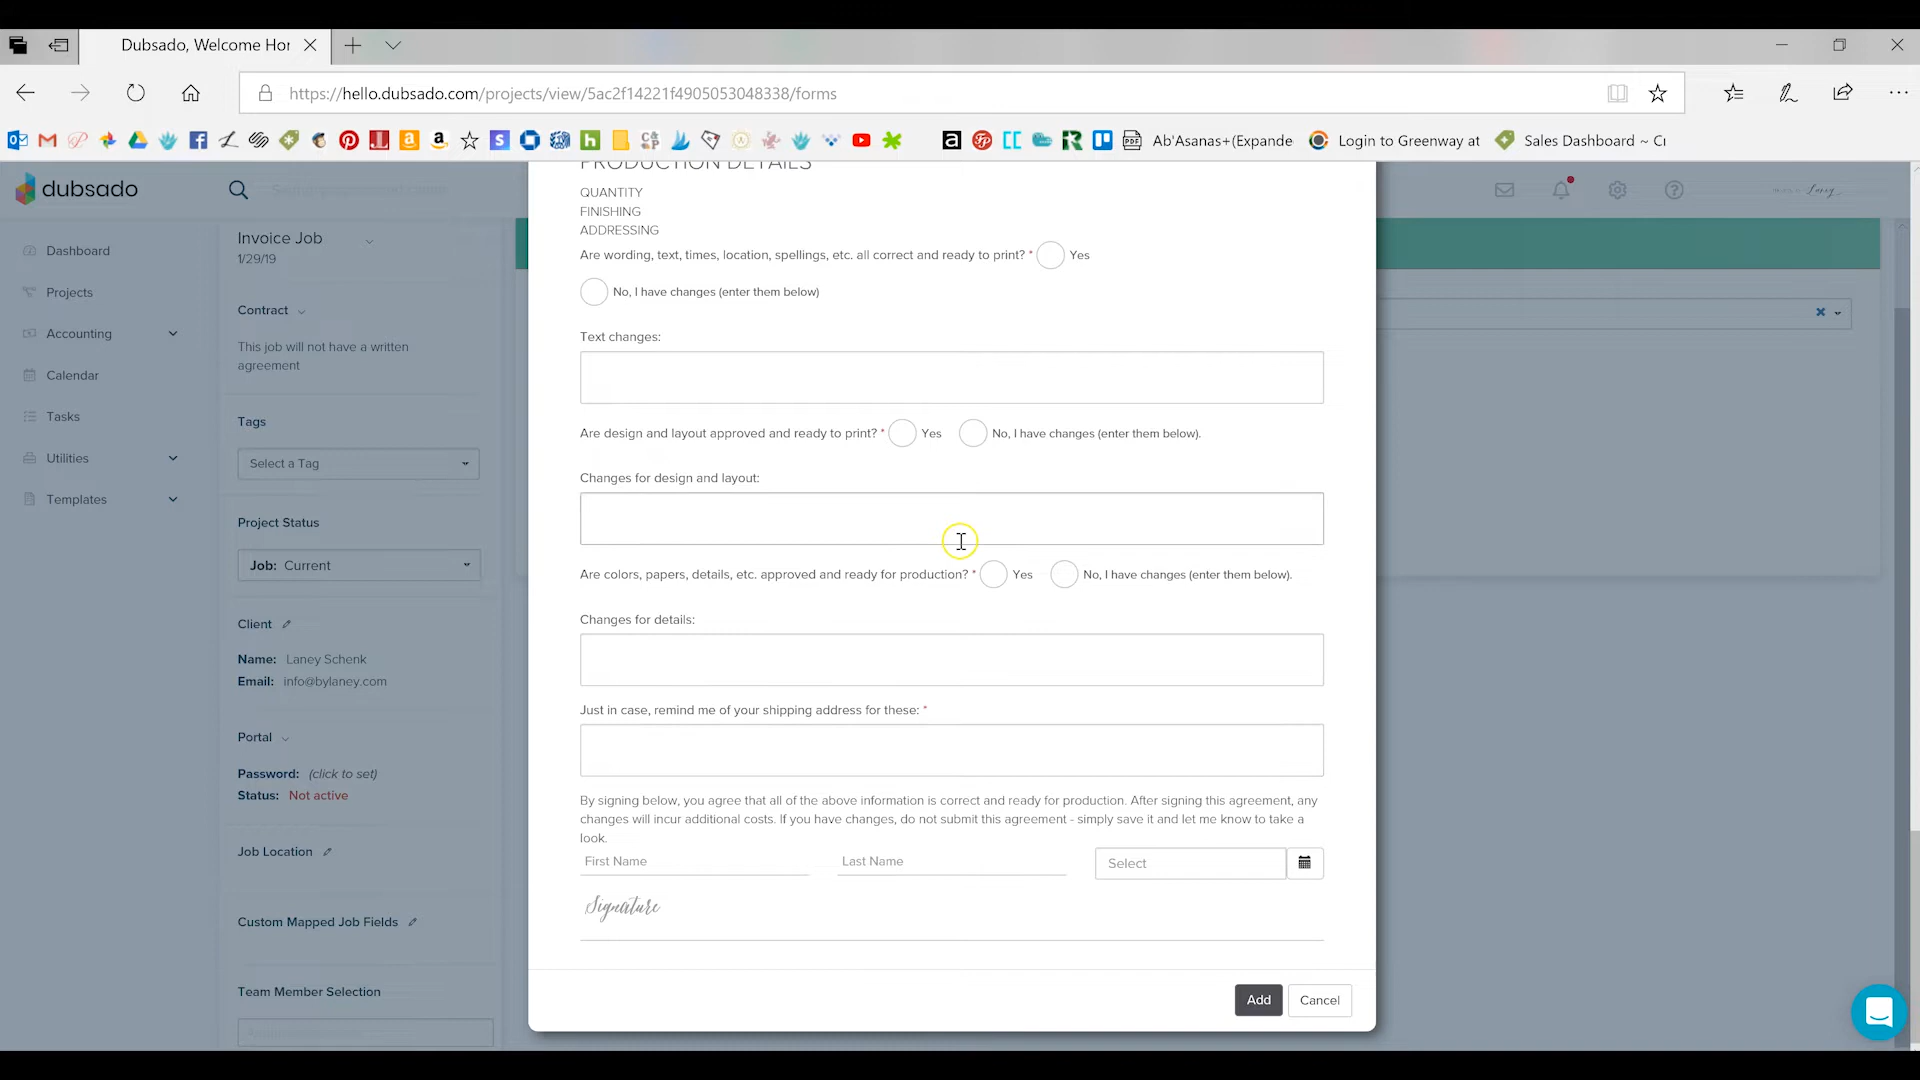 Dubsado, Welcome Hor
https://hello.dubsado.com/projects/view/5ac2f14221f4905053048338/forms
Ab'Asanas+(Expande
Login to Greenway at
Sales Dashboard ~ Cr
dubsado
Dashboard
Projects
Accounting
Calendar
Tasks
Utilities
Templates
Invoice Job
1/29/19
Contract
This job will not have a written
agreement
Tags
Select a Tag
Project Status
Job: Current
Client
Name: Laney Schenk
Email: info@bylaney.com
Portal
Password: (click to set)
Status: Not active
Job Location
Custom Mapped Job Fields
Team Member Selection
PRODUCTION DETAILS
QUANTITY
FINISHING
ADDRESSING
Are wording, text, times, location, spellings, etc. all correct and ready to print? * Yes
No, I have changes (enter them below)
Text changes:
Are design and layout approved and ready to print? * Yes No, I have changes (enter them below).
Changes for design and layout:
Are colors, papers, details, etc. approved and ready for production? * Yes No, I have changes (enter them below).
Changes for details:
Just in case, remind me of your shipping address for these: *
By signing below, you agree that all of the above information is correct and ready for production. After signing this agreement, any
changes will incur additional costs. If you have changes, do not submit this agreement - simply save it and let me know to take a
look.
First Name Last Name Select
Signature
Add Cancel